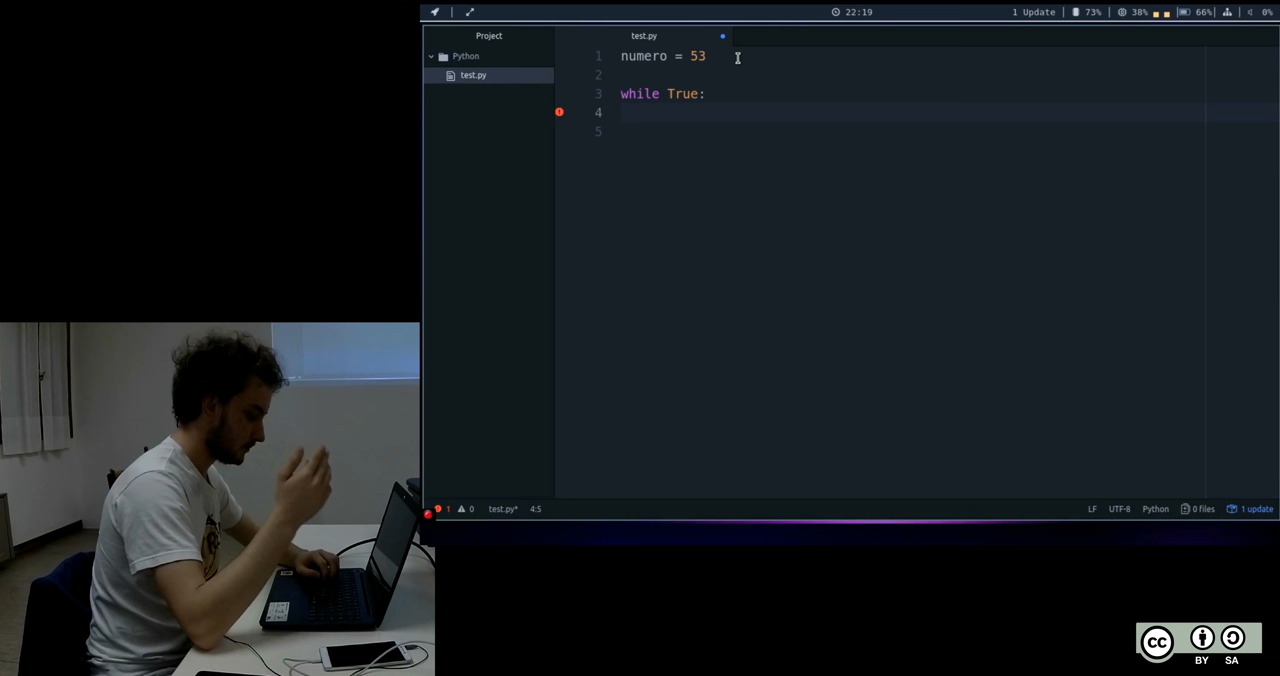 22:19 1 Update 73% 38% 66% 0%
Project test.py
Python
test.py
1 numero = 53
2
3 while True:
4
5
1 0 test.py* 4:5 LF UTF-8 Python 0 files 1 update
CC
BY SA